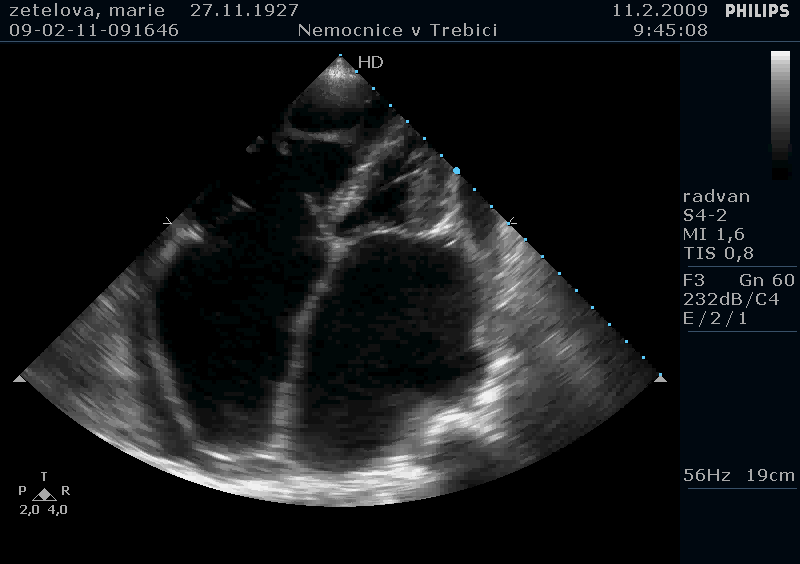 zetelova, marie 27.11.1927 11.2.2009 PHILIPS
09-02-11-091646 Nemocnice v Trebici 9:45:08
HD
radvan
S4-2
MI 1,6
TIS 0,8
F3 Gn 60
232dB/C4
E/2/1
56Hz 19cm
T
P R
2,0 4,0